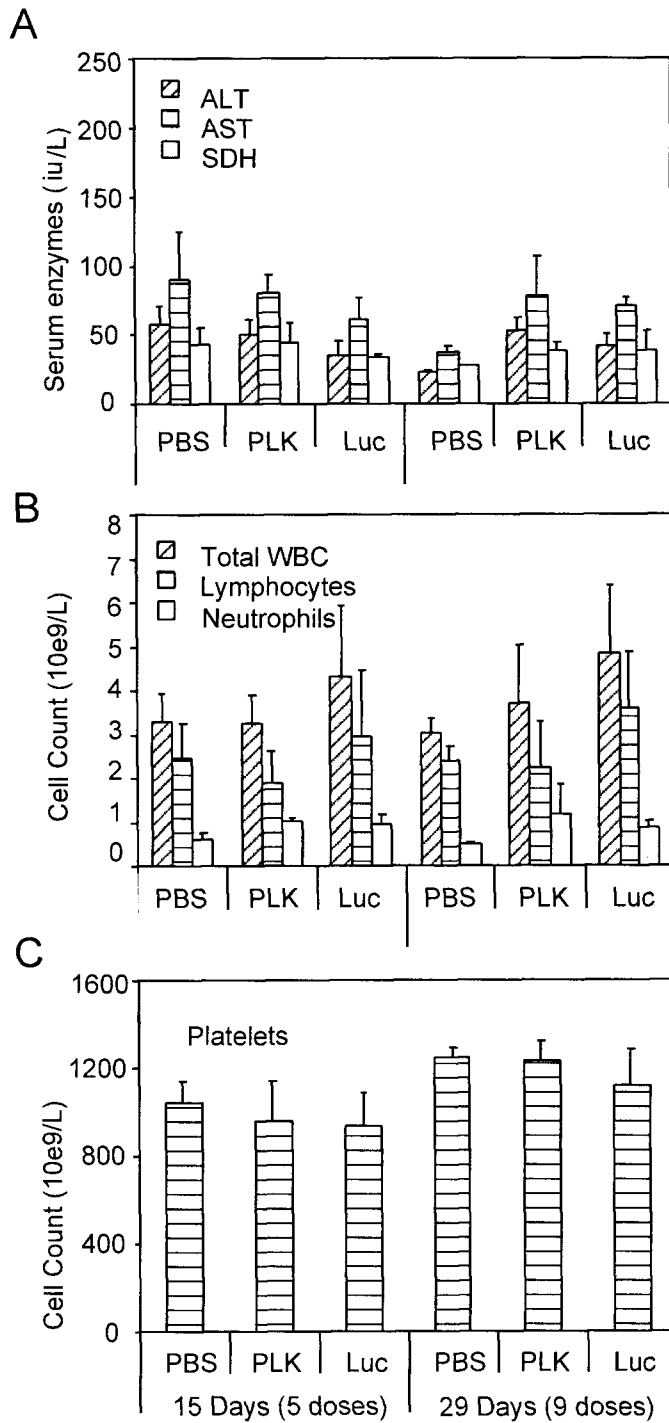 A
Serum enzymes (iu/L)
250
200
150
100
50
0
ALT
AST
SDH
PBS PLK Luc PBS PLK Luc
B
Cell Count (10e9/L)
8
7
6
5
4
3
2
1
0
Total WBC
Lymphocytes
Neutrophils
PBS PLK Luc PBS PLK Luc
C
Cell Count (10e9/L)
1600
1200
800
400
0
Platelets
PBS PLK Luc PBS PLK Luc
15 Days (5 doses) 29 Days (9 doses)